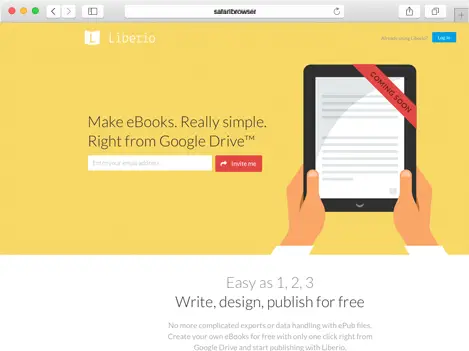 safaribrowser
Liberio
Already using Liberio?
Log in
COMING SOON
Make eBooks. Really simple.
Right from Google Drive™
Enter your email address
Invite me
Easy as 1, 2, 3
Write, design, publish for free
No more complicated exports or data handling with ePub files.
Create your own eBooks for free with only one click right from
Google Drive and start publishing with Liberio.